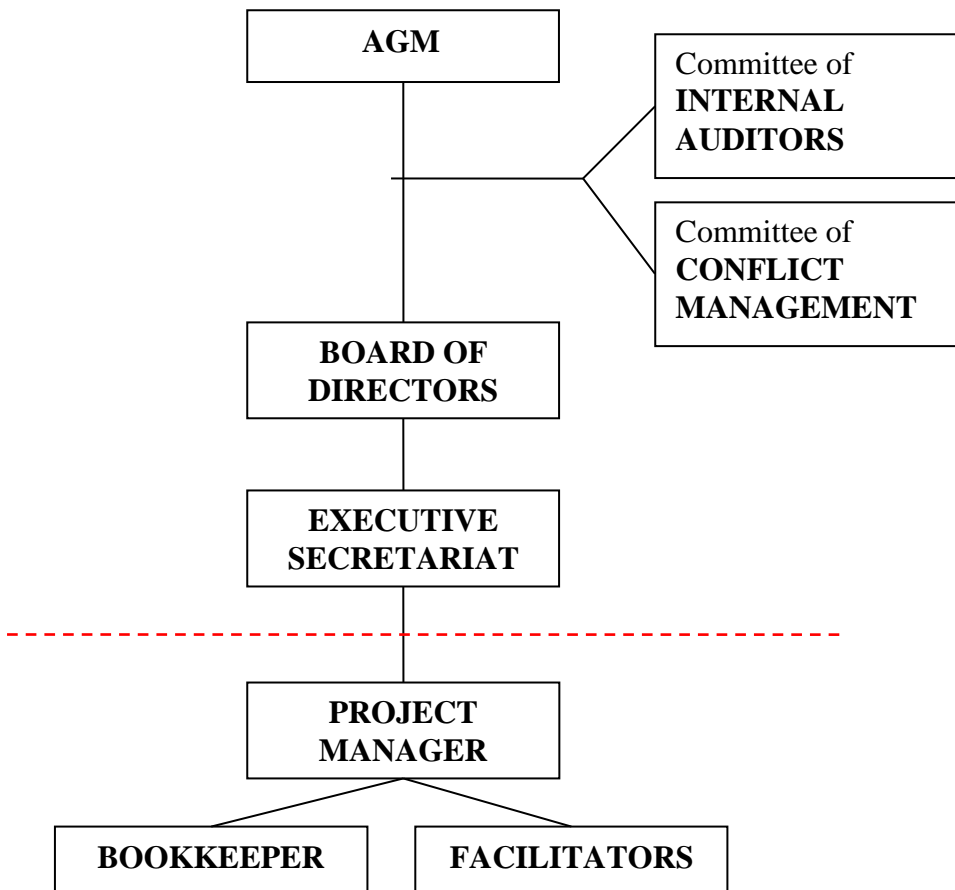 AGM
Committee of
INTERNAL
AUDITORS
Committee of
CONFLICT
MANAGEMENT
BOARD OF
DIRECTORS
EXECUTIVE
SECRETARIAT
PROJECT
MANAGER
BOOKKEEPER
FACILITATORS